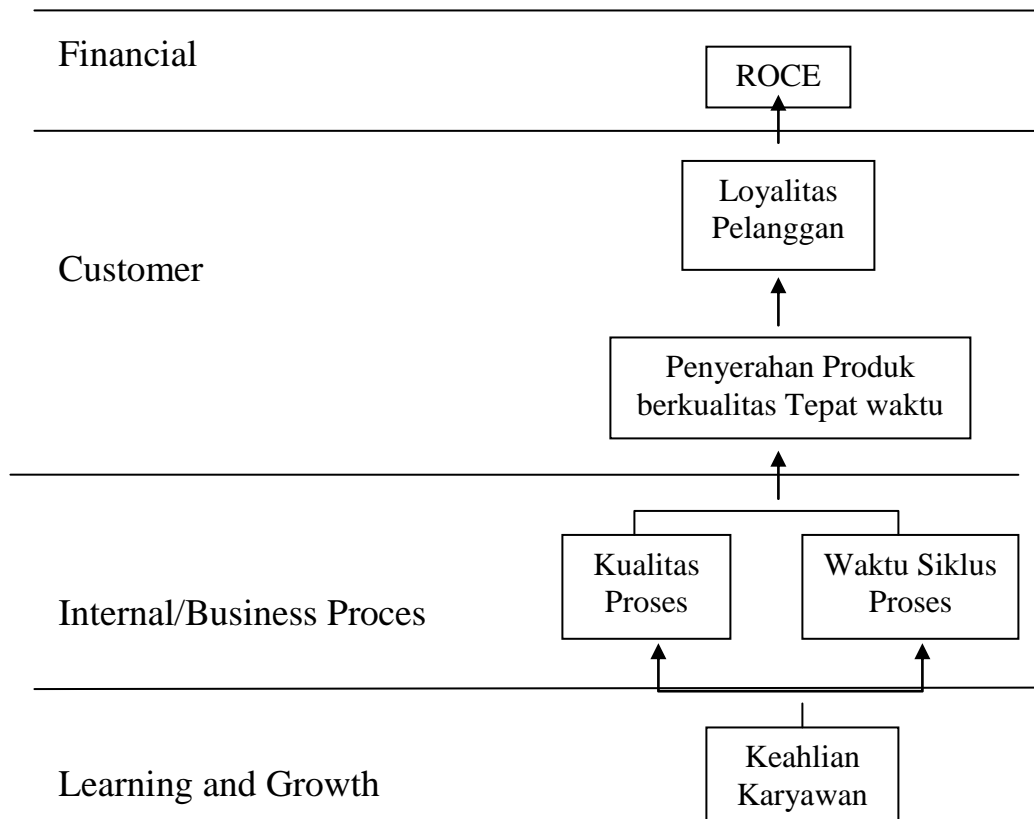 Financial
ROCE
Loyalitas
Pelanggan
Customer
Penyerahan Produk
berkualitas Tepat waktu
Kualitas
Proses
Waktu Siklus
Proses
Internal/Business Proces
Keahlian
Karyawan
Learning and Growth